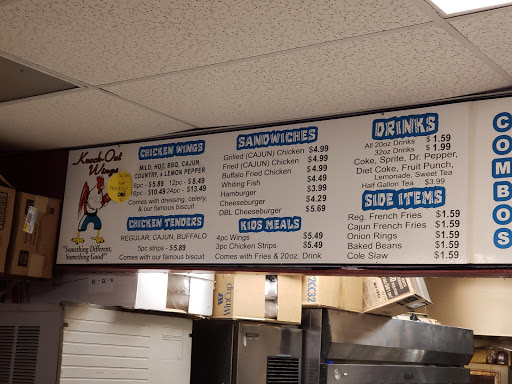 Knock-Out
Wings
"Something Different,
Something Good"
CHICKEN WINGS
MILD, HOT, BBQ, CAJUN,
COUNTRY, & LEMON PEPPER
8pc - $5.89 12pc - $8.49
16pc - $10.49 24pc - $13.49
Comes with dressing, celery,
& our famous biscuit
CHICKEN TENDERS
REGULAR, CAJUN, BUFFALO
5pc strips - $5.89
Comes with our famous biscuit
SANDWICHES
Grilled (CAJUN) Chicken $4.99
Fried (CAJUN) Chicken $4.99
Buffalo Fried Chicken $4.99
Whiting Fish $4.49
Hamburger $3.99
Cheeseburger $4.29
DBL Cheeseburger $5.69
KIDS MEALS
4pc Wings $5.49
3pc Chicken Strips $5.49
Comes with Fries & 20oz. Drink
DRINKS
All 20oz Drinks $1.59
32oz Drinks $1.99
Coke, Sprite, Dr. Pepper,
Diet Coke, Fruit Punch,
Lemonade, Sweet Tea
Half Gallon Tea $3.99
SIDE ITEMS
Reg. French Fries $1.59
Cajun French Fries $1.59
Onion Rings $1.59
Baked Beans $1.59
Cole Slaw $1.59
COMBOS
WinCup